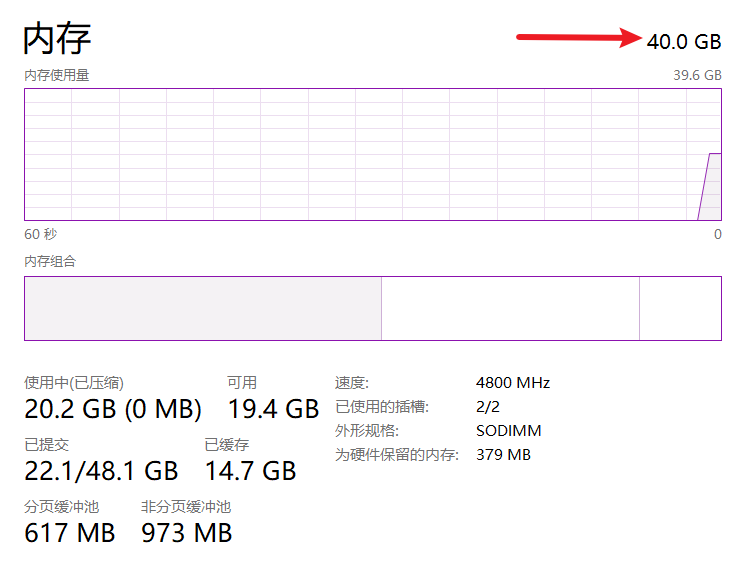 内存
40.0 GB
内存使用量
39.6 GB
60 秒
0
内存组合
使用中(已压缩)
可用
20.2 GB (0 MB)
19.4 GB
已提交
已缓存
22.1/48.1 GB
14.7 GB
分页缓冲池
非分页缓冲池
617 MB
973 MB
速度: 4800 MHz
已使用的插槽: 2/2
外形规格: SODIMM
为硬件保留的内存: 379 MB